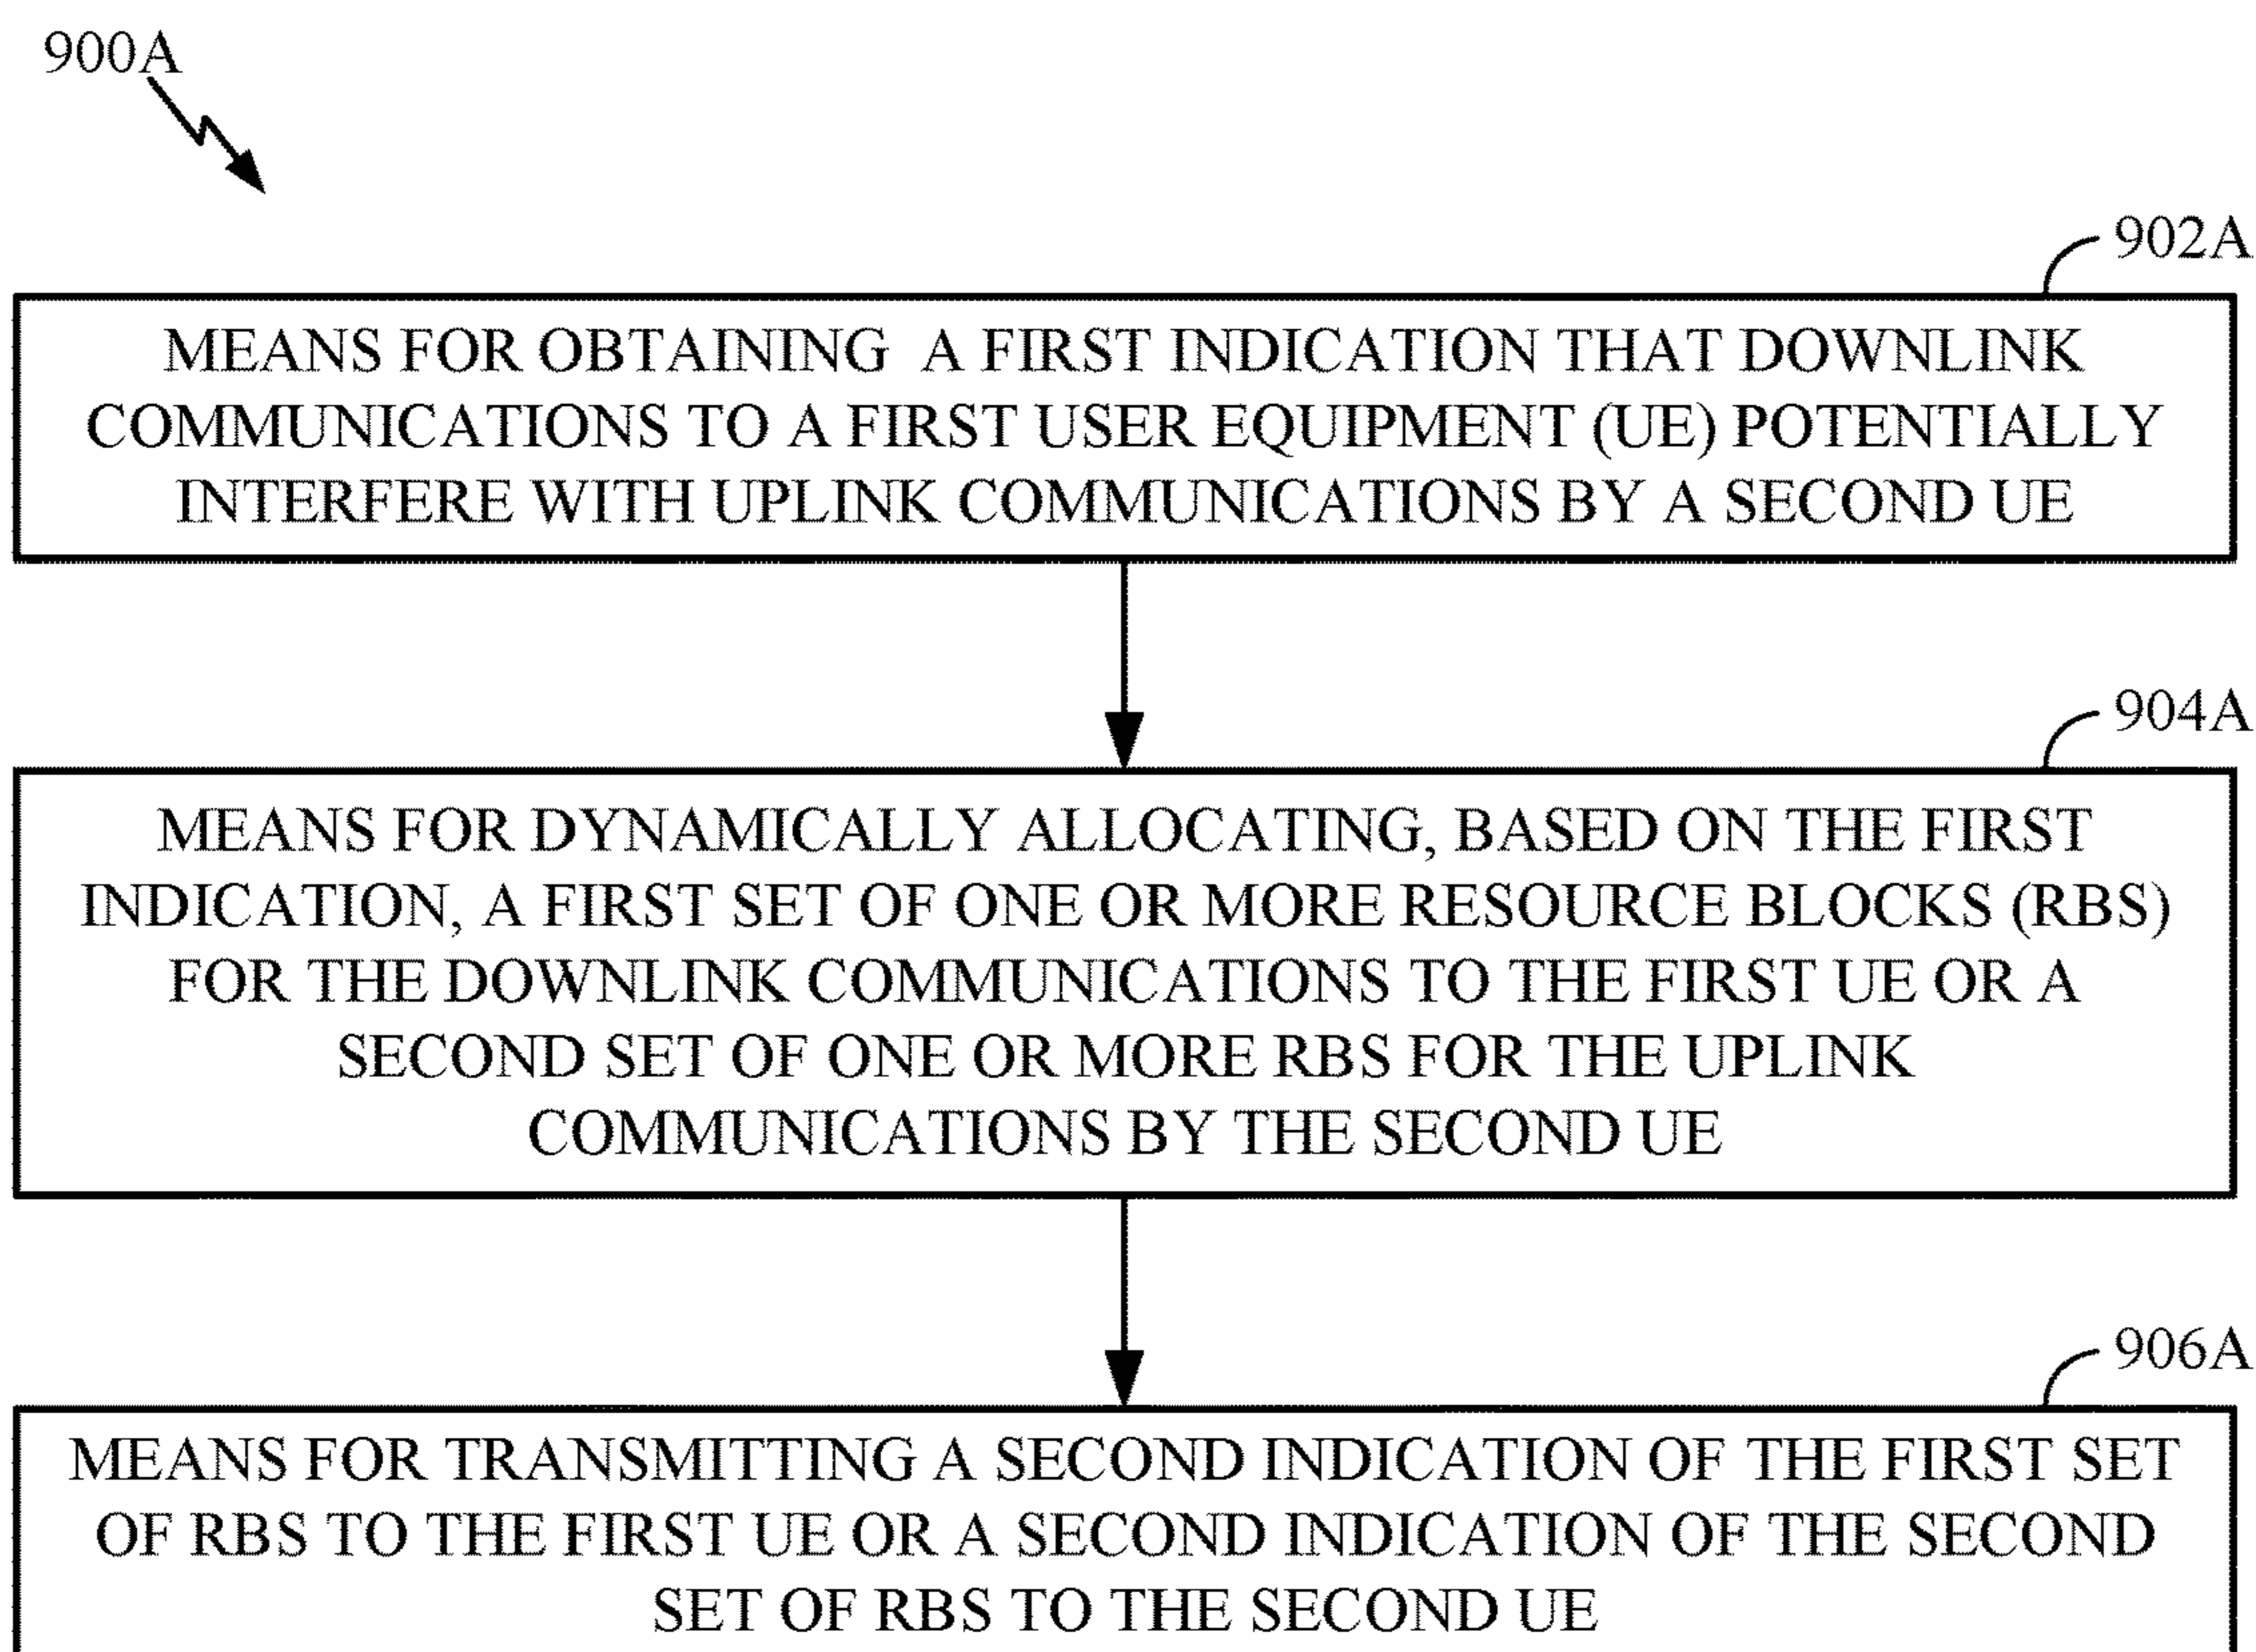 900A
902A
MEANS FOR OBTAINING A FIRST INDICATION THAT DOWNLINK
COMMUNICATIONS TO A FIRST USER EQUIPMENT (UE) POTENTIALLY
INTERFERE WITH UPLINK COMMUNICATIONS BY A SECOND UE
904A
MEANS FOR DYNAMICALLY ALLOCATING, BASED ON THE FIRST
INDICATION, A FIRST SET OF ONE OR MORE RESOURCE BLOCKS (RBS)
FOR THE DOWNLINK COMMUNICATIONS TO THE FIRST UE OR A
SECOND SET OF ONE OR MORE RBS FOR THE UPLINK
COMMUNICATIONS BY THE SECOND UE
906A
MEANS FOR TRANSMITTING A SECOND INDICATION OF THE FIRST SET
OF RBS TO THE FIRST UE OR A SECOND INDICATION OF THE SECOND
SET OF RBS TO THE SECOND UE